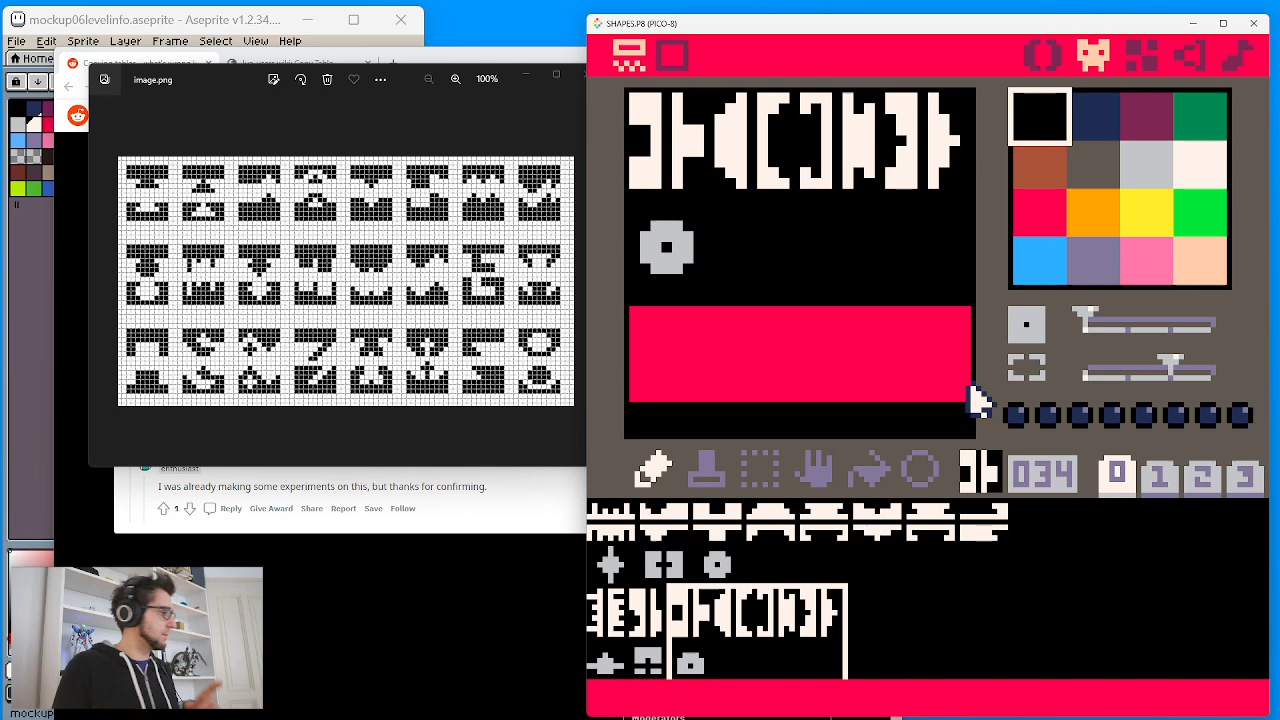 mockup06levelinfo.aseprite - Aseprite v1.2.34....
File Edit Sprite Layer Frame Select View Help
Home
image.png
100%
SHAPES.P8 (PICO-8)
034
0 1 2 3
enthusiast
I was already making some experiments on this, but thanks for confirming.
1 Reply Give Award Share Report Save Follow
mockup
Moderators